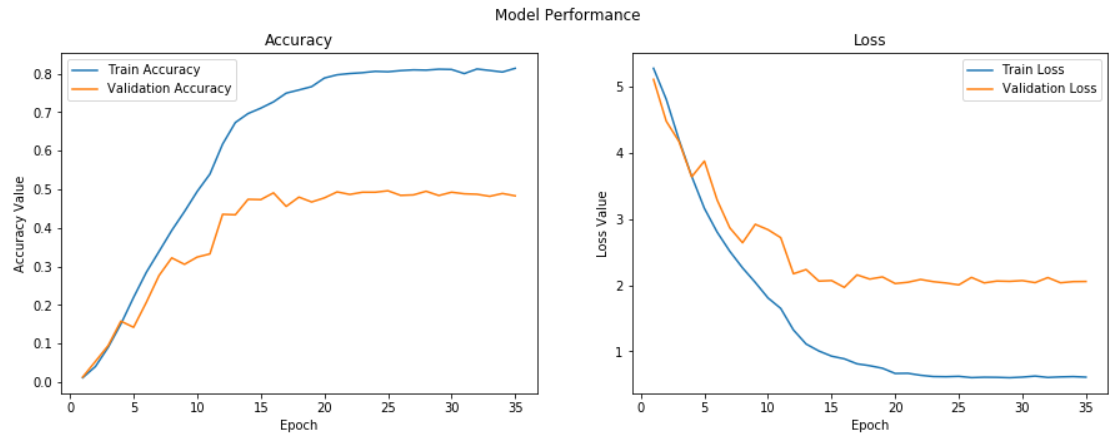 Model Performance
Accuracy
Train Accuracy
Validation Accuracy
Accuracy Value
0.8
0.7
0.6
0.5
0.4
0.3
0.2
0.1
0.0
0 5 10 15 20 25 30 35
Epoch
Loss
Train Loss
Validation Loss
Loss Value
5
4
3
2
1
0 5 10 15 20 25 30 35
Epoch